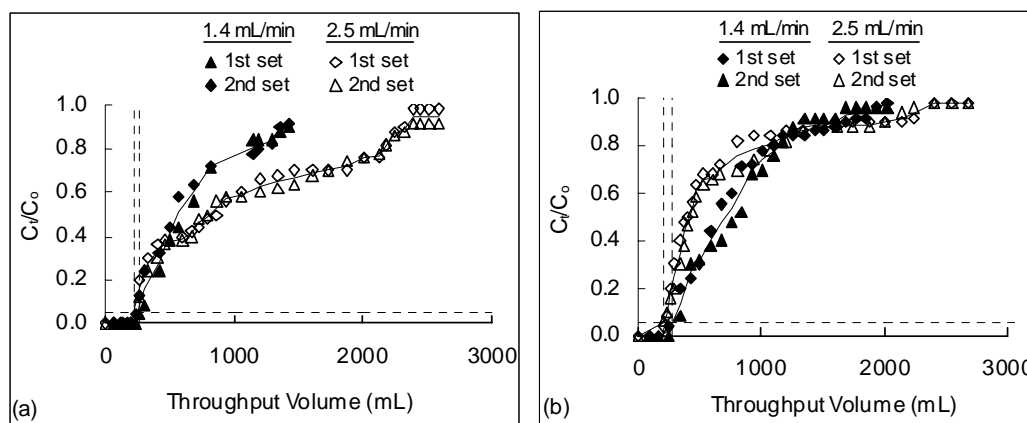 1.4 mL/min 2.5 mL/min
1st set 1st set
2nd set 2nd set
1.0
0.8
0.6
0.4
0.2
0.0
Ct/Co
0 1000 2000 3000
Throughput Volume (mL)
(a)
1.4 mL/min 2.5 mL/min
1st set 1st set
2nd set 2nd set
1.0
0.8
0.6
0.4
0.2
0.0
Ct/Co
0 1000 2000 3000
Throughput Volume (mL)
(b)